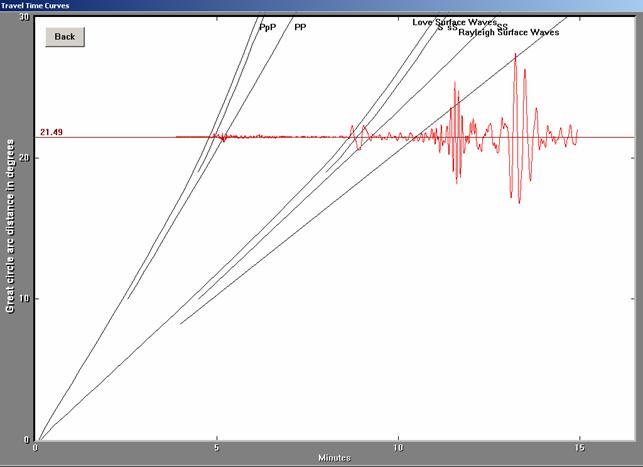 Travel Time Curves
30
Back
PpP
PP
Love Surface Waves
S sS
SS
Rayleigh Surface Waves
21.49
20
10
0
Great circle arc distance in degrees
0
5
10
15
Minutes